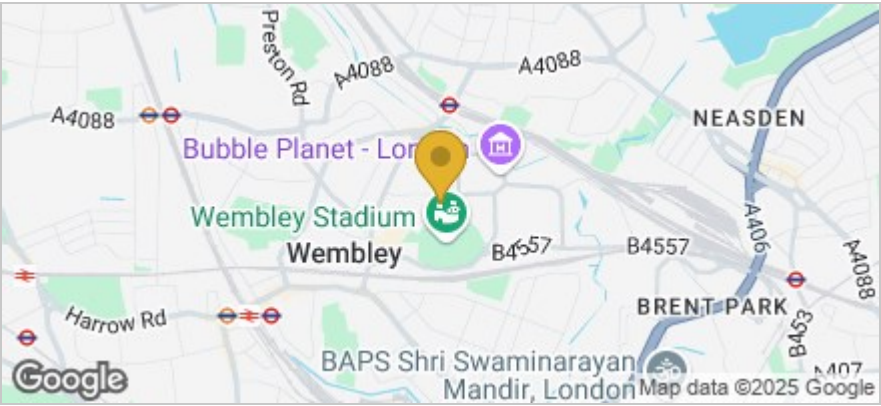 Preston Rd
A4088
A4088
A4088
NEASDEN
Bubble Planet - London
Wembley Stadium
Wembley
B4557
B4557
A406
A4088
BRENT PARK
Harrow Rd
B453
BAPS Shri Swaminarayan
Mandir, London
A407
Google
Map data ©2025 Google